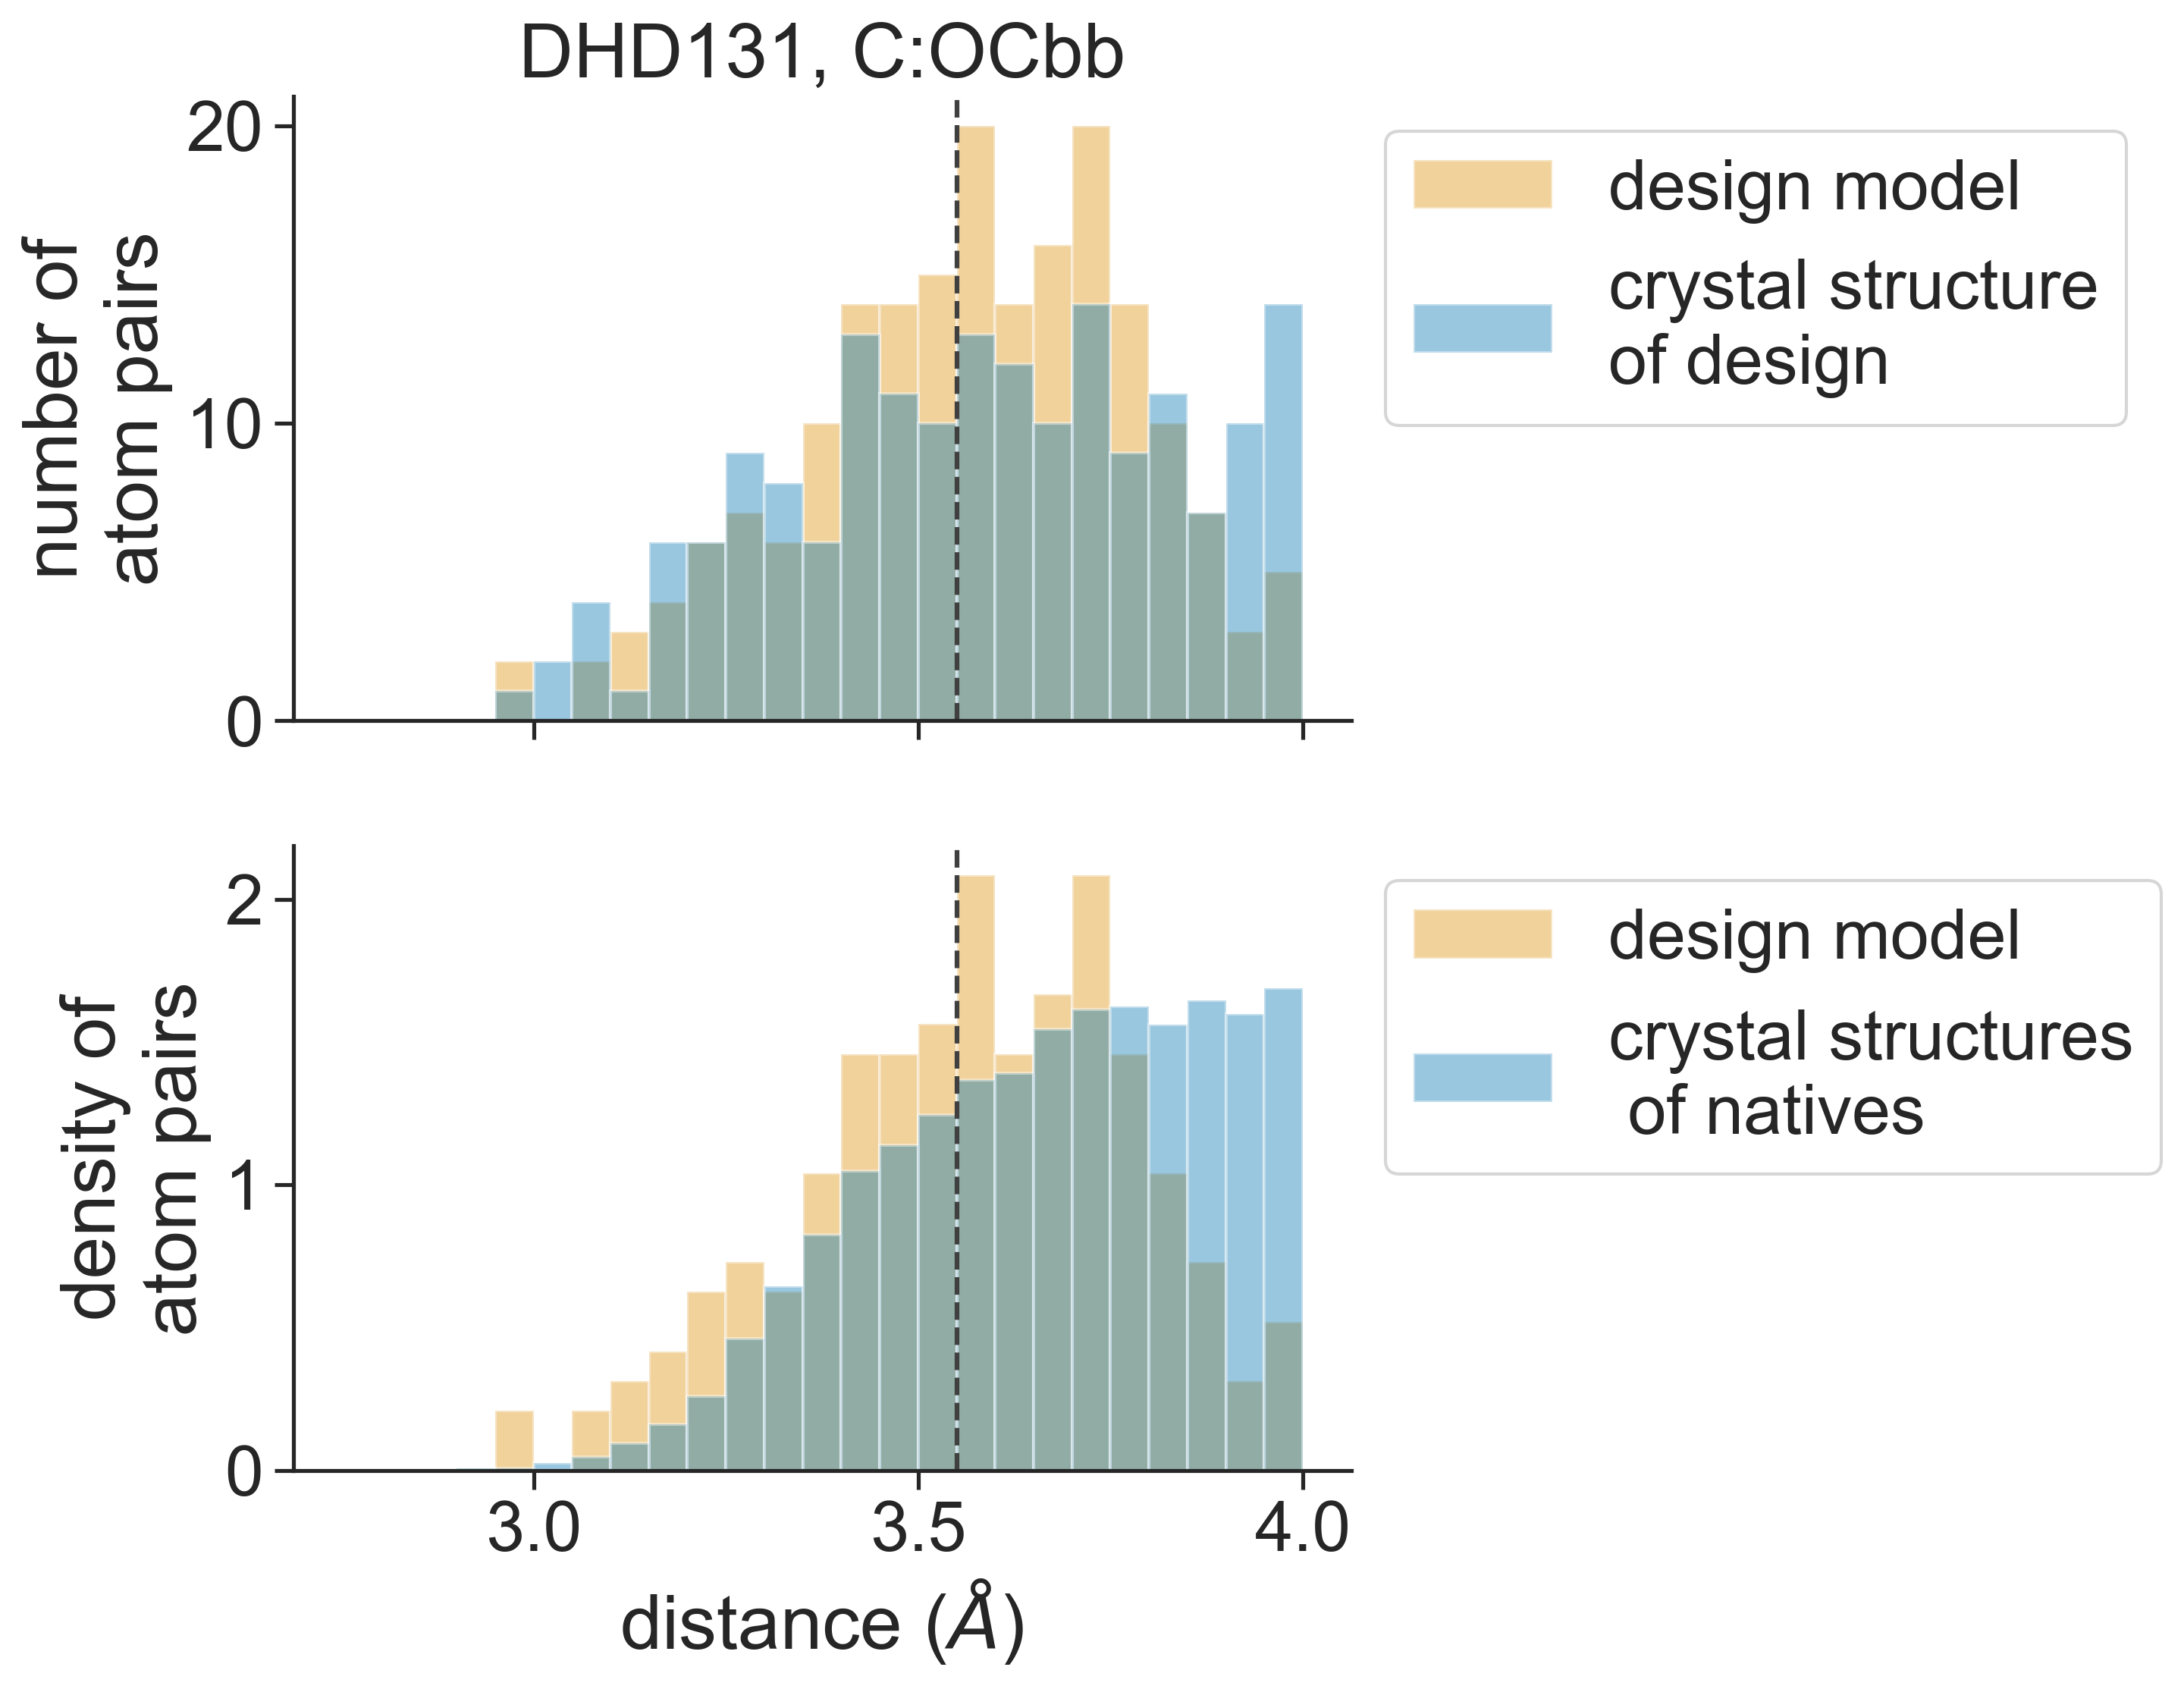 DHD131, C:OCbb
number of
atom pairs
20
10
0
design model
crystal structure
of design
density of
atom pairs
2
1
0
design model
crystal structures
of natives
3.0 3.5 4.0
distance (Å)